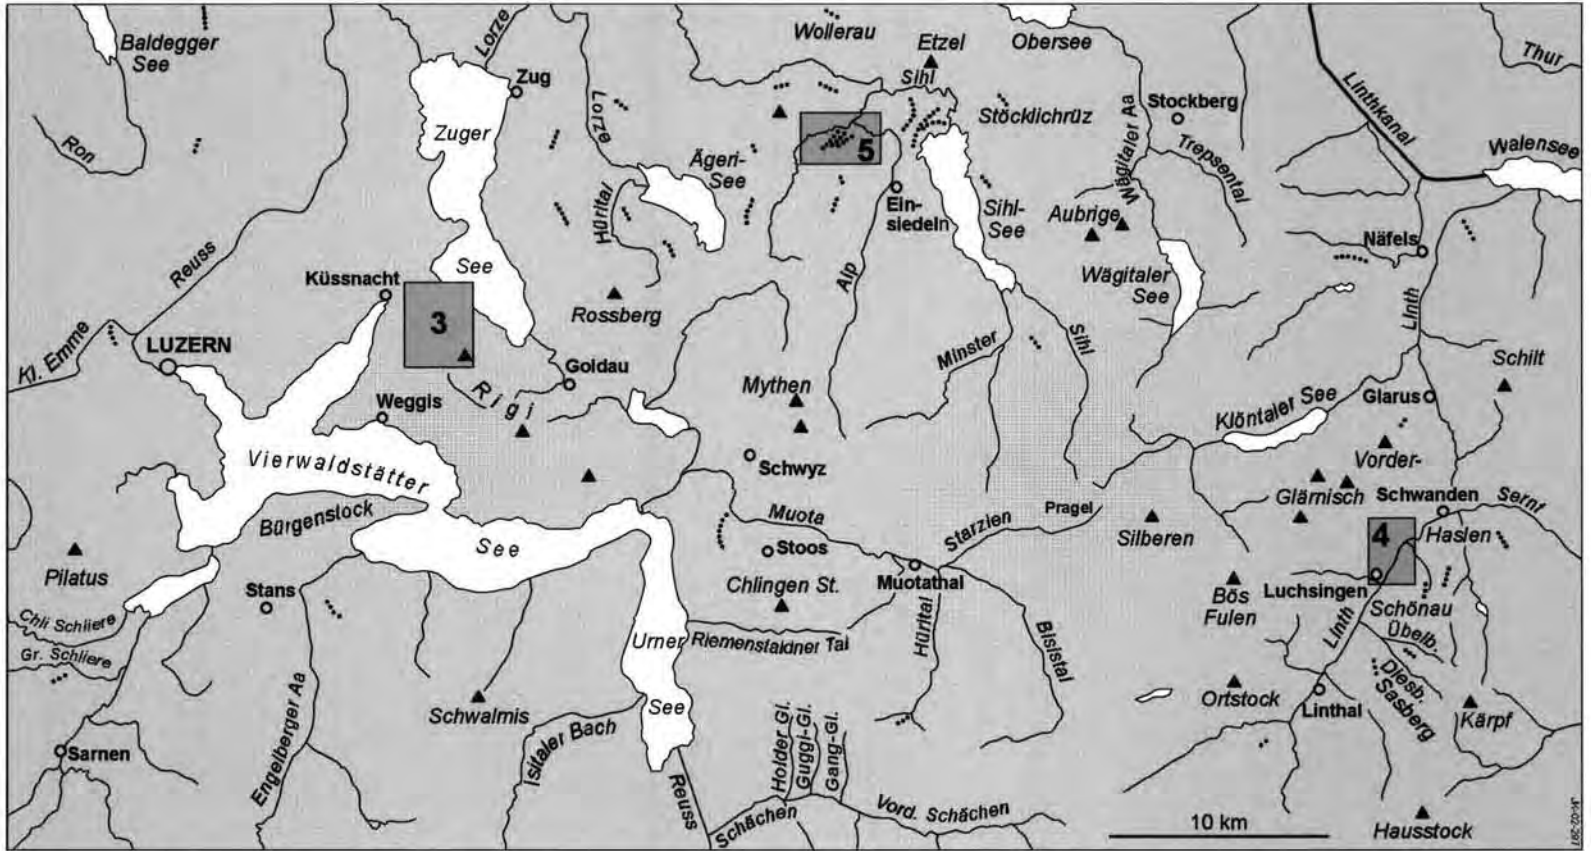 Baldegger
See
Ron
Reuss
Lorze
Zug
Zuger
See
Lorze
Hürital
Ägeri-
See
Wollerau
Etzel
Sihl
5
Ein-
siedeln
Alp
Sihl-
See
Obersee
Stöcklichrüz
Stockberg
Wägitaler Aa
Trepsental
Aubrige
Wägitaler
See
Linthkanal
Thur
Walensee
Näfels
Linth
Küssnacht
3
Rossberg
Kl. Emme
LUZERN
Goldau
Rigi
Weggis
Mythen
Minster
Sihl
Schilt
Klöntaler See
Glarus
Vierwaldstätter
See
Schwyz
Vorder-
Glärnisch
Schwanden
Sernf
Bürgenstock
Muota
Starzlen
Pragel
Silberen
4
Haslen
Pilatus
Stans
Stoos
Chlingen St.
Muotathal
Bös
Fulen
Luchsingen
Schönau
Übelb.
Chli Schliere
Gr. Schliere
Urner
See
Riemenstaldner Tal
Hürital
Bisistal
Linth
Diesb.
Sasberg
Schwalmis
Ortstock
Linthal
Kärpf
Sarnen
Engelberger Aa
Isitaler Bach
Reuss
Holder Gl.
Guggi-Gl.
Gang-Gl.
Schächen
Vord. Schächen
10 km
Hausstock